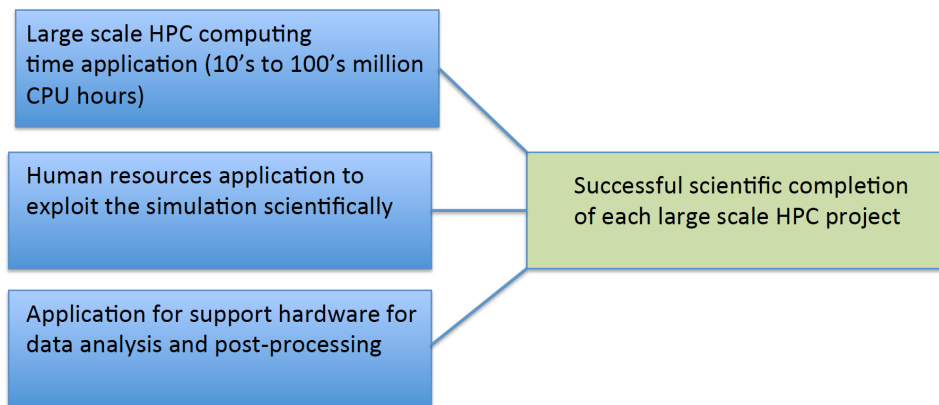 Large scale HPC computing
time application (10’s to 100’s million
CPU hours)
Human resources application to
exploit the simulation scientifically
Application for support hardware for
data analysis and post-processing
Successful scientific completion
of each large scale HPC project